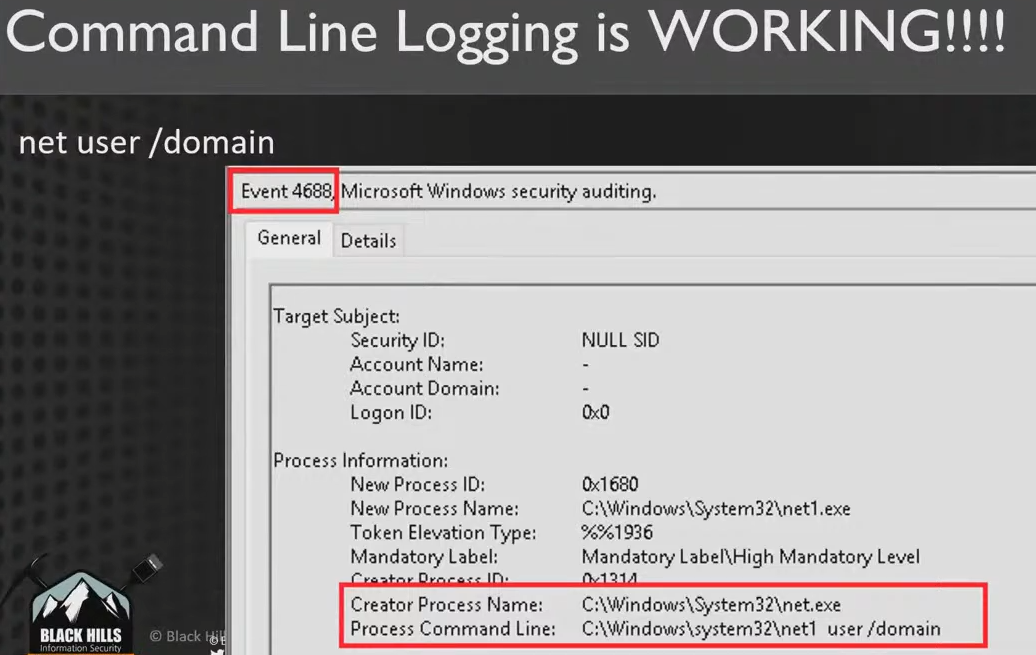 Command Line Logging is WORKING!!!!
net user /domain
Event 4688, Microsoft Windows security auditing.
General
Details
Target Subject:
Security ID: NULL SID
Account Name: -
Account Domain: -
Logon ID: 0x0
Process Information:
New Process ID: 0x1680
New Process Name: C:\Windows\System32\net1.exe
Token Elevation Type: %%1936
Mandatory Label: Mandatory Label\High Mandatory Level
Creator Process ID: 0x1314
Creator Process Name: C:\Windows\System32\net.exe
Process Command Line: C:\Windows\system32\net1 user /domain
BLACK HILLS
Information Security
© Black